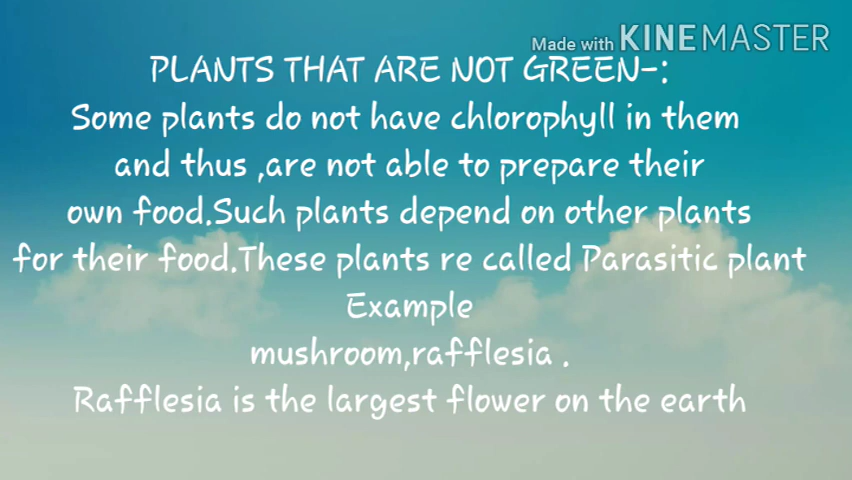 Made with KINEMASTER
PLANTS THAT ARE NOT GREEN-:
Some plants do not have chlorophyll in them
and thus ,are not able to prepare their
own food.Such plants depend on other plants
for their food.These plants re called Parasitic plant
Example
mushroom,rafflesia .
Rafflesia is the largest flower on the earth